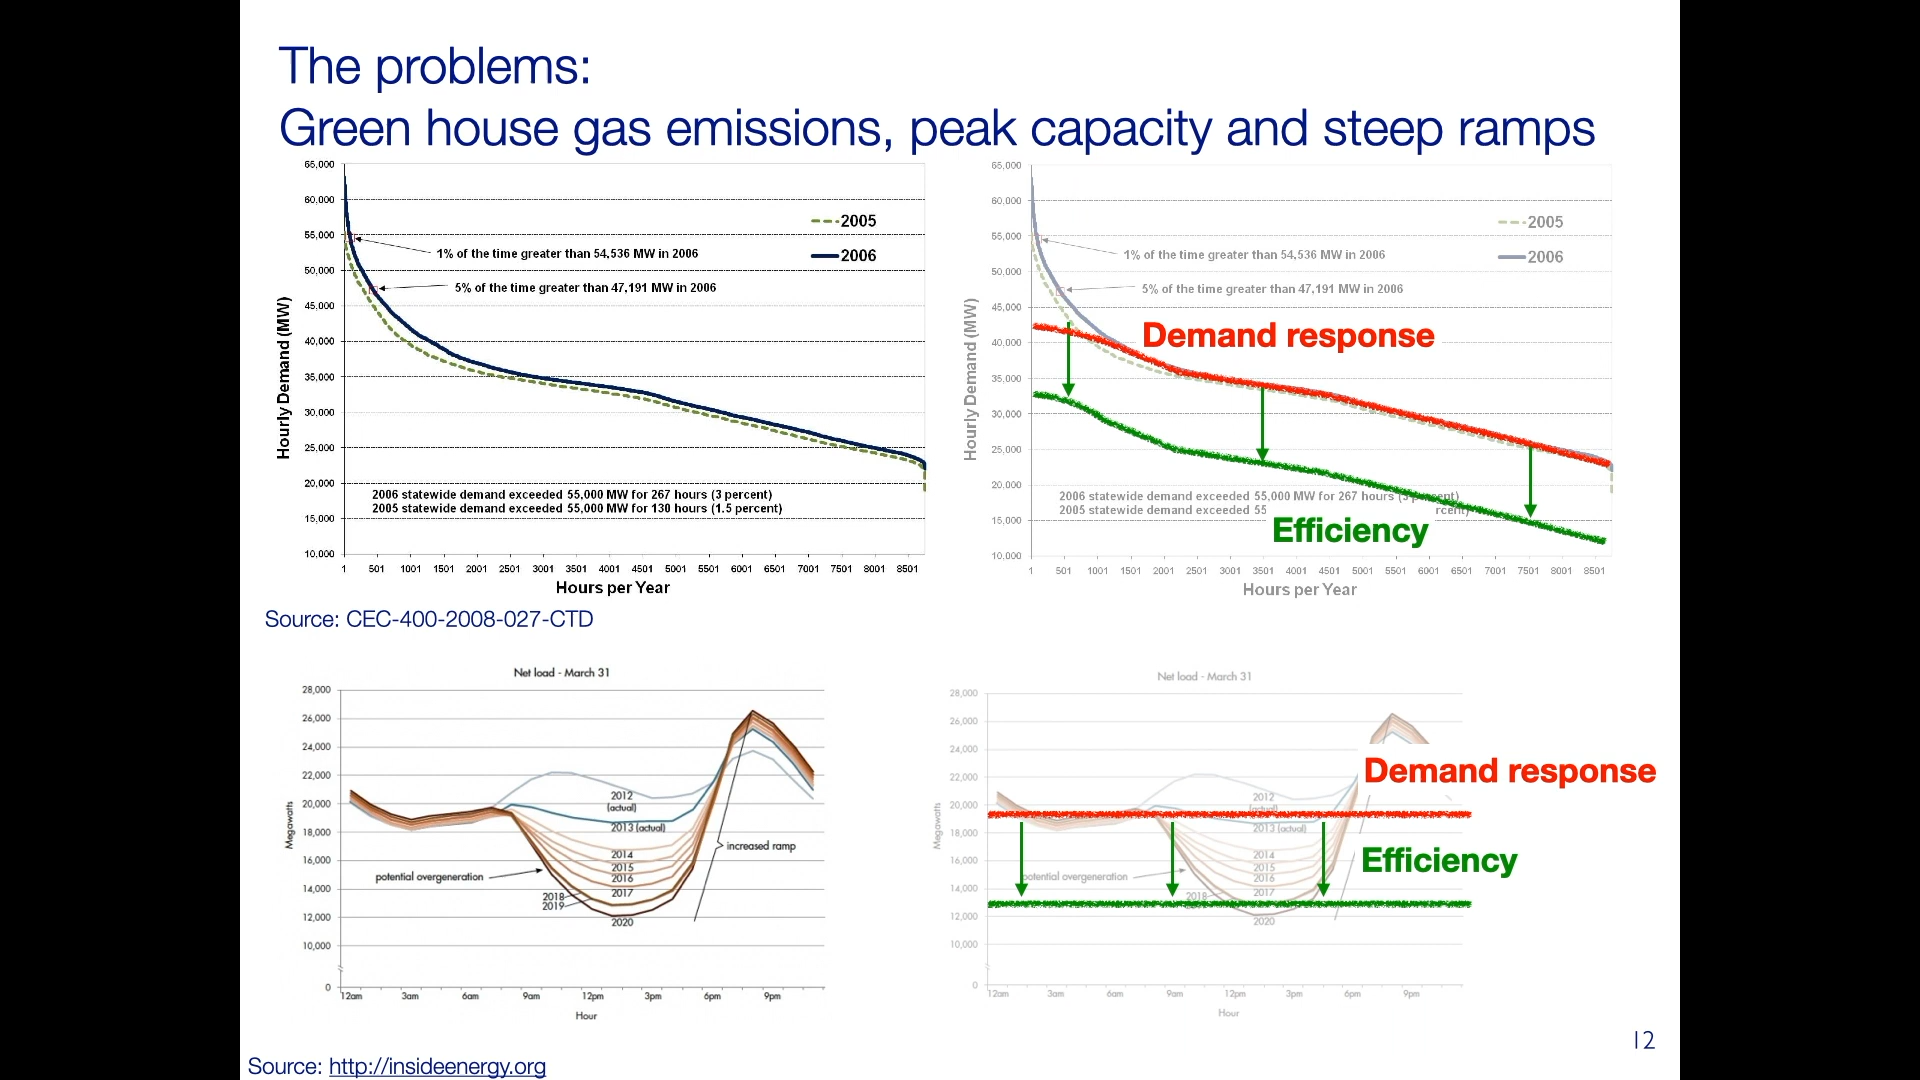 The problems:
Green house gas emissions, peak capacity and steep ramps
65,000
60,000
55,000
50,000
45,000
40,000
35,000
30,000
25,000
20,000
15,000
10,000
Hourly Demand (MW)
2005
2006
1% of the time greater than 54,536 MW in 2006
5% of the time greater than 47,191 MW in 2006
2006 statewide demand exceeded 55,000 MW for 267 hours (3 percent)
2005 statewide demand exceeded 55,000 MW for 130 hours (1.5 percent)
1 501 1001 1501 2001 2501 3001 3501 4001 4501 5001 5501 6001 6501 7001 7501 8001 8501
Hours per Year
65,000
60,000
55,000
50,000
45,000
40,000
35,000
30,000
25,000
20,000
15,000
10,000
Hourly Demand (MW)
2005
2006
1% of the time greater than 54,536 MW in 2006
5% of the time greater than 47,191 MW in 2006
Demand response
2006 statewide demand exceeded 55,000 MW for 267 hours
2005 statewide demand exceeded 55
Efficiency
1 501 1001 1501 2001 2501 3001 3501 4001 4501 5001 5501 6001 6501 7001 7501 8001 8501
Hours per Year
Source: CEC-400-2008-027-CTD
Net load - March 31
28,000
26,000
24,000
22,000
20,000
18,000
16,000
14,000
12,000
10,000
0
Megawatts
2012
(actual)
2013 (actual)
2014
2015
2016
2017
2018
2019
2020
increased ramp
potential overgeneration
12am 3am 6am 9am 12pm 3pm 6pm 9pm
Hour
Net load - March 31
28,000
26,000
24,000
22,000
20,000
18,000
16,000
14,000
12,000
10,000
0
Megawatts
Demand response
2012
(actual)
2013 (actual)
2014
2015
2016
2017
2018
2020
Efficiency
potential overgeneration
12am 3am 6am 9am 12pm 3pm 6pm 9pm
Hour
12
Source: http://insideenergy.org